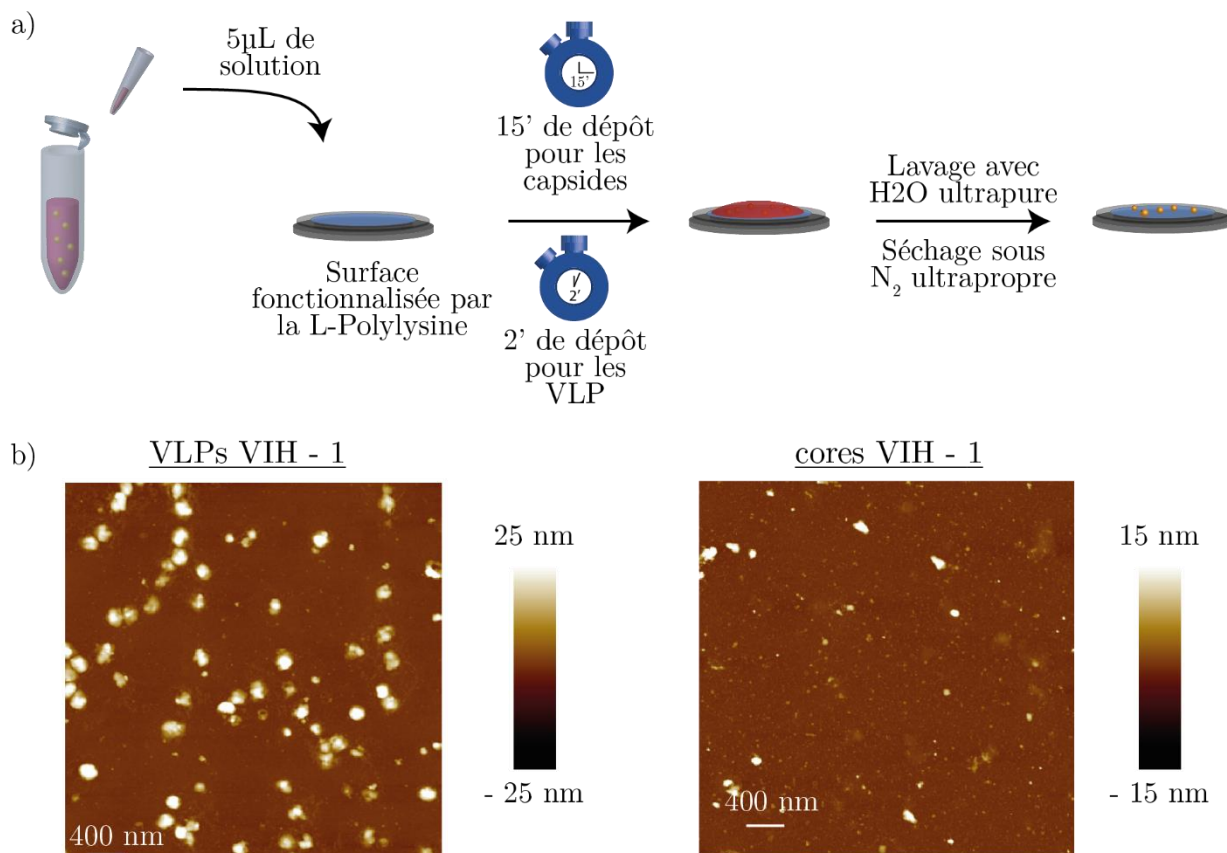 a)
5µL de
solution
15'
15' de dépôt
pour les
capsides
Surface
fonctionnalisée par
la L-Polylysine
2'
2' de dépôt
pour les
VLP
Lavage avec
H2O ultrapure
Séchage sous
N₂ ultrapropre
b)
VLPs VIH - 1
25 nm
- 25 nm
400 nm
cores VIH - 1
15 nm
- 15 nm
400 nm